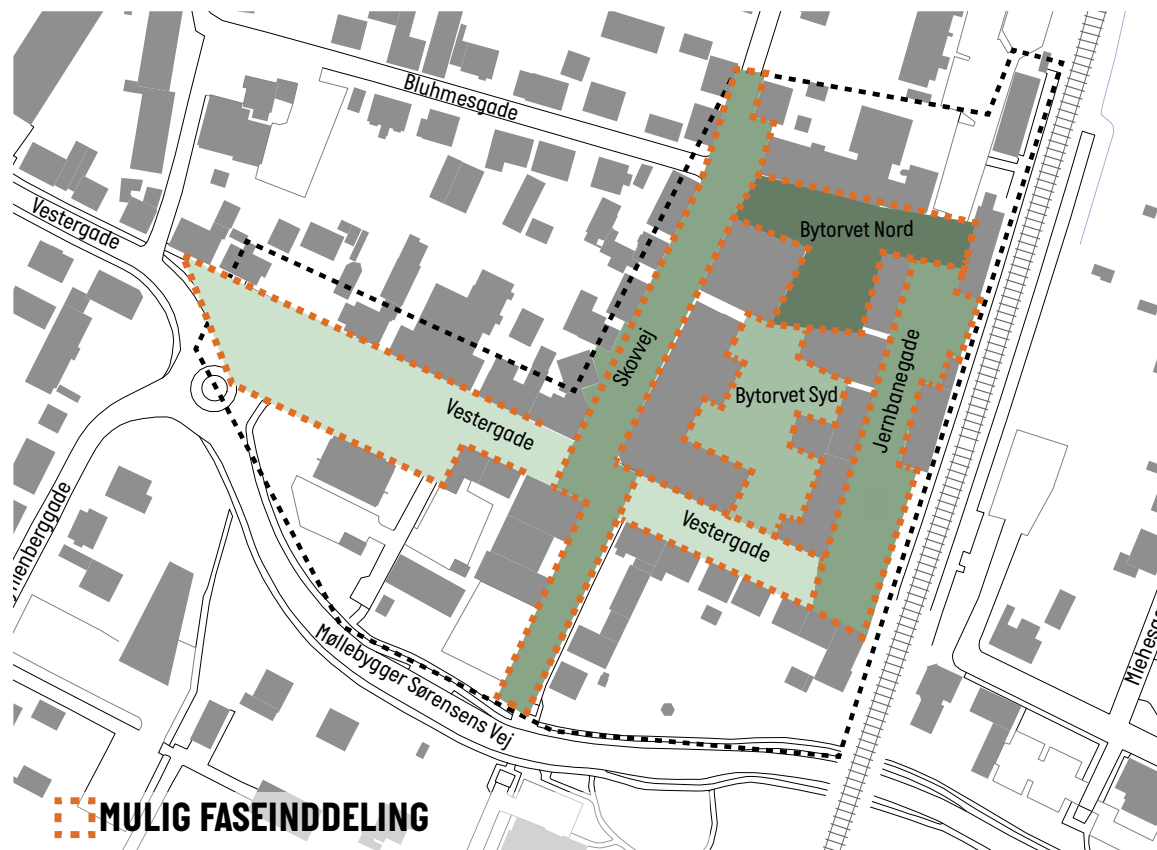 Bluhmesgade
Vestergade
Bytorvet Nord
Skovvej
Jernbanegade
Bytorvet Syd
Vestergade
Vestergade
Møllebygger Sørensens Vej
MULIG FASEINDDELING